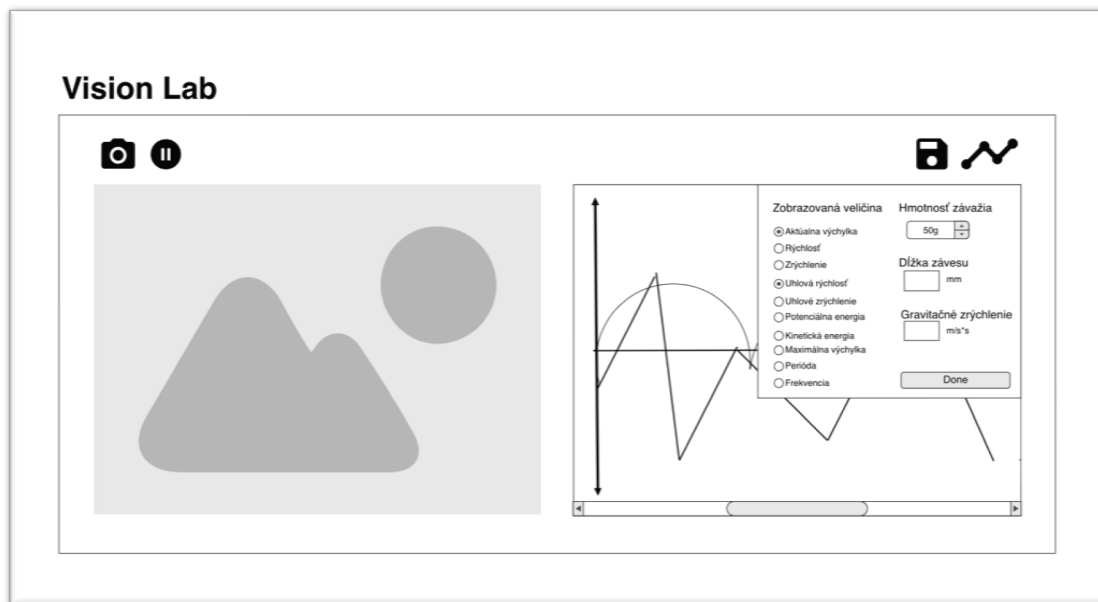 Vision Lab
Zobrazovaná veličina
Aktúalna výchylka
Rýchlosť
Zrýchlenie
Uhlová rýchlosť
Uhlové zrýchlenie
Potenciálna energia
Kinetická energia
Maximálna výchylka
Perióda
Frekvencia
Hmotnosť závažia
50g
Dĺžka závesu
mm
Gravitačné zrýchlenie
m/s*s
Done